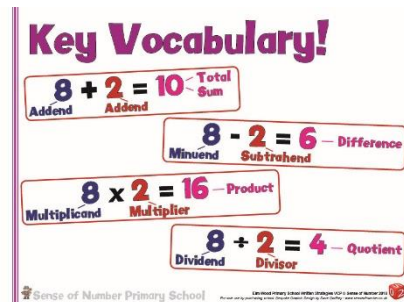 Key Vocabulary!
8 + 2 = 10 Total
Sum
Addend Addend
8 - 2 = 6 Difference
Minuend Subtrahend
8 x 2 = 16 Product
Multiplicand Multiplier
8 ÷ 2 = 4 Quotient
Dividend Divisor
Sense of Number Primary School